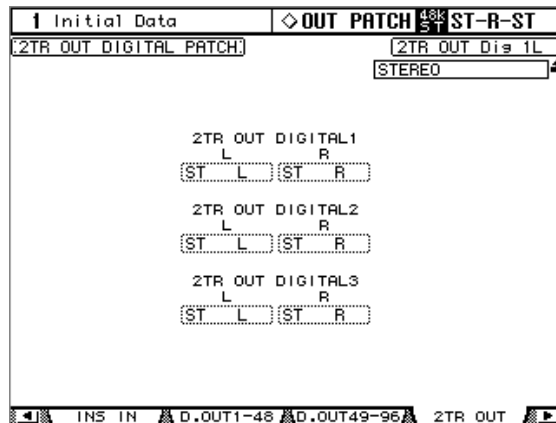 1 Initial Data ◇OUT PATCH 48K ST ST-R-ST
2TR OUT DIGITAL PATCH 2TR OUT Dig 1L
STEREO
2TR OUT DIGITAL1
L R
ST L ST R
2TR OUT DIGITAL2
L R
ST L ST R
2TR OUT DIGITAL3
L R
ST L ST R
INS IN D.OUT1-48 D.OUT49-96 2TR OUT